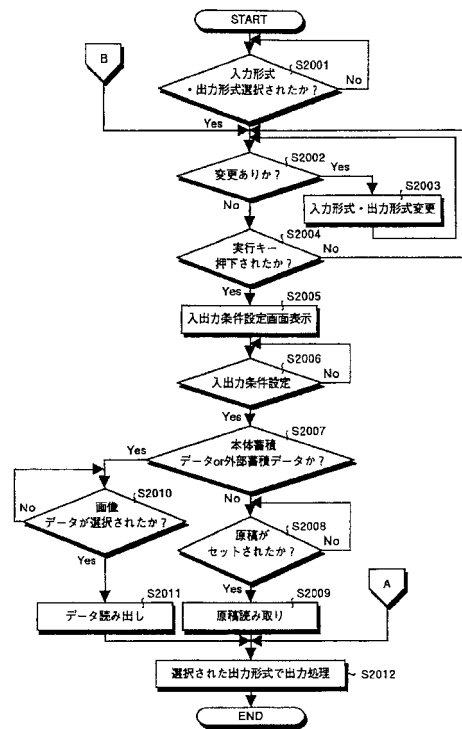 START
B
S2001
入力形式
・出力形式選択されたか？
No
Yes
S2002
変更ありか？
Yes
S2003
入力形式・出力形式変更
No
S2004
実行キー
押下されたか？
No
Yes
S2005
入出力条件設定画面表示
S2006
入出力条件設定
No
Yes
S2007
本体蓄積
データor外部蓄積データか？
Yes
No
S2010
画像
データが選択されたか？
No
Yes
S2008
原稿が
セットされたか？
No
Yes
S2011
データ読み出し
S2009
原稿読み取り
A
選択された出力形式で出力処理
S2012
END